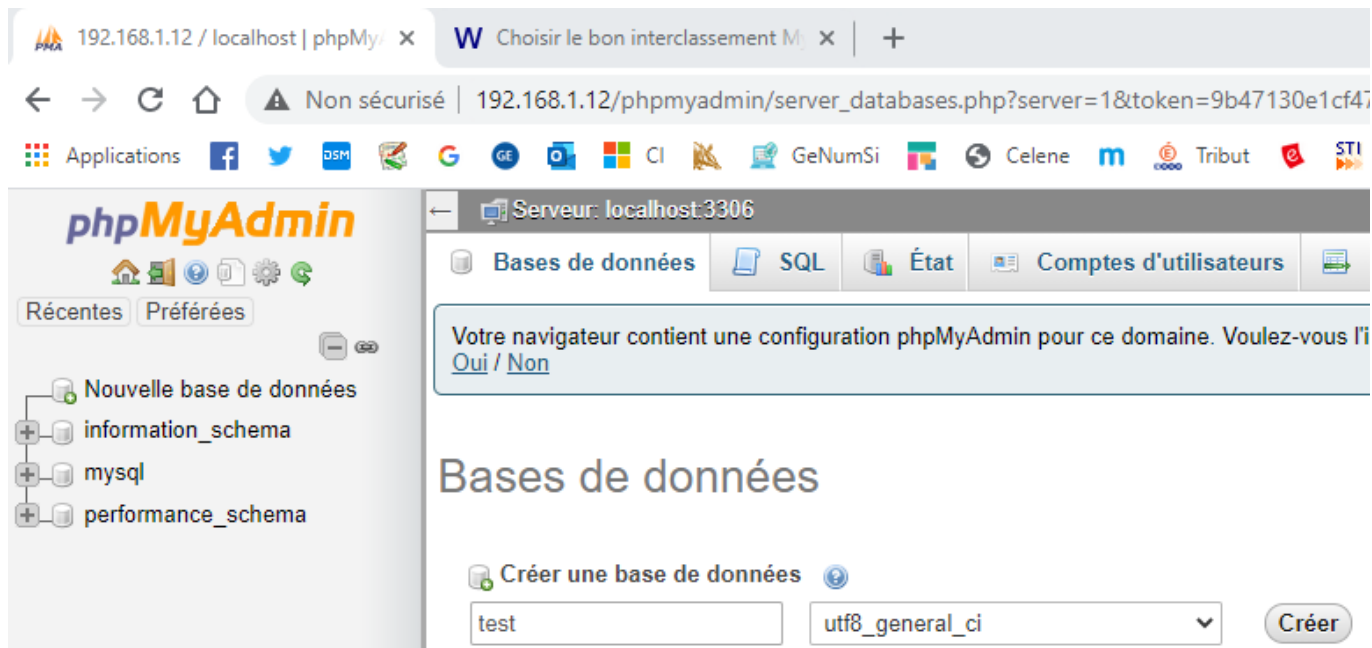 192.168.1.12 / localhost | phpMyA
W Choisir le bon interclassement M
Non sécurisé | 192.168.1.12/phpmyadmin/server_databases.php?server=1&token=9b47130e1cf47
Applications DSM G GE CI GeNumSi Celene m Tribut STI
phpMyAdmin
Serveur: localhost:3306
Bases de données SQL État Comptes d'utilisateurs
Récentes Préférées
Votre navigateur contient une configuration phpMyAdmin pour ce domaine. Voulez-vous l'i
Oui / Non
Nouvelle base de données
information_schema
mysql
performance_schema
Bases de données
Créer une base de données
test utf8_general_ci Créer